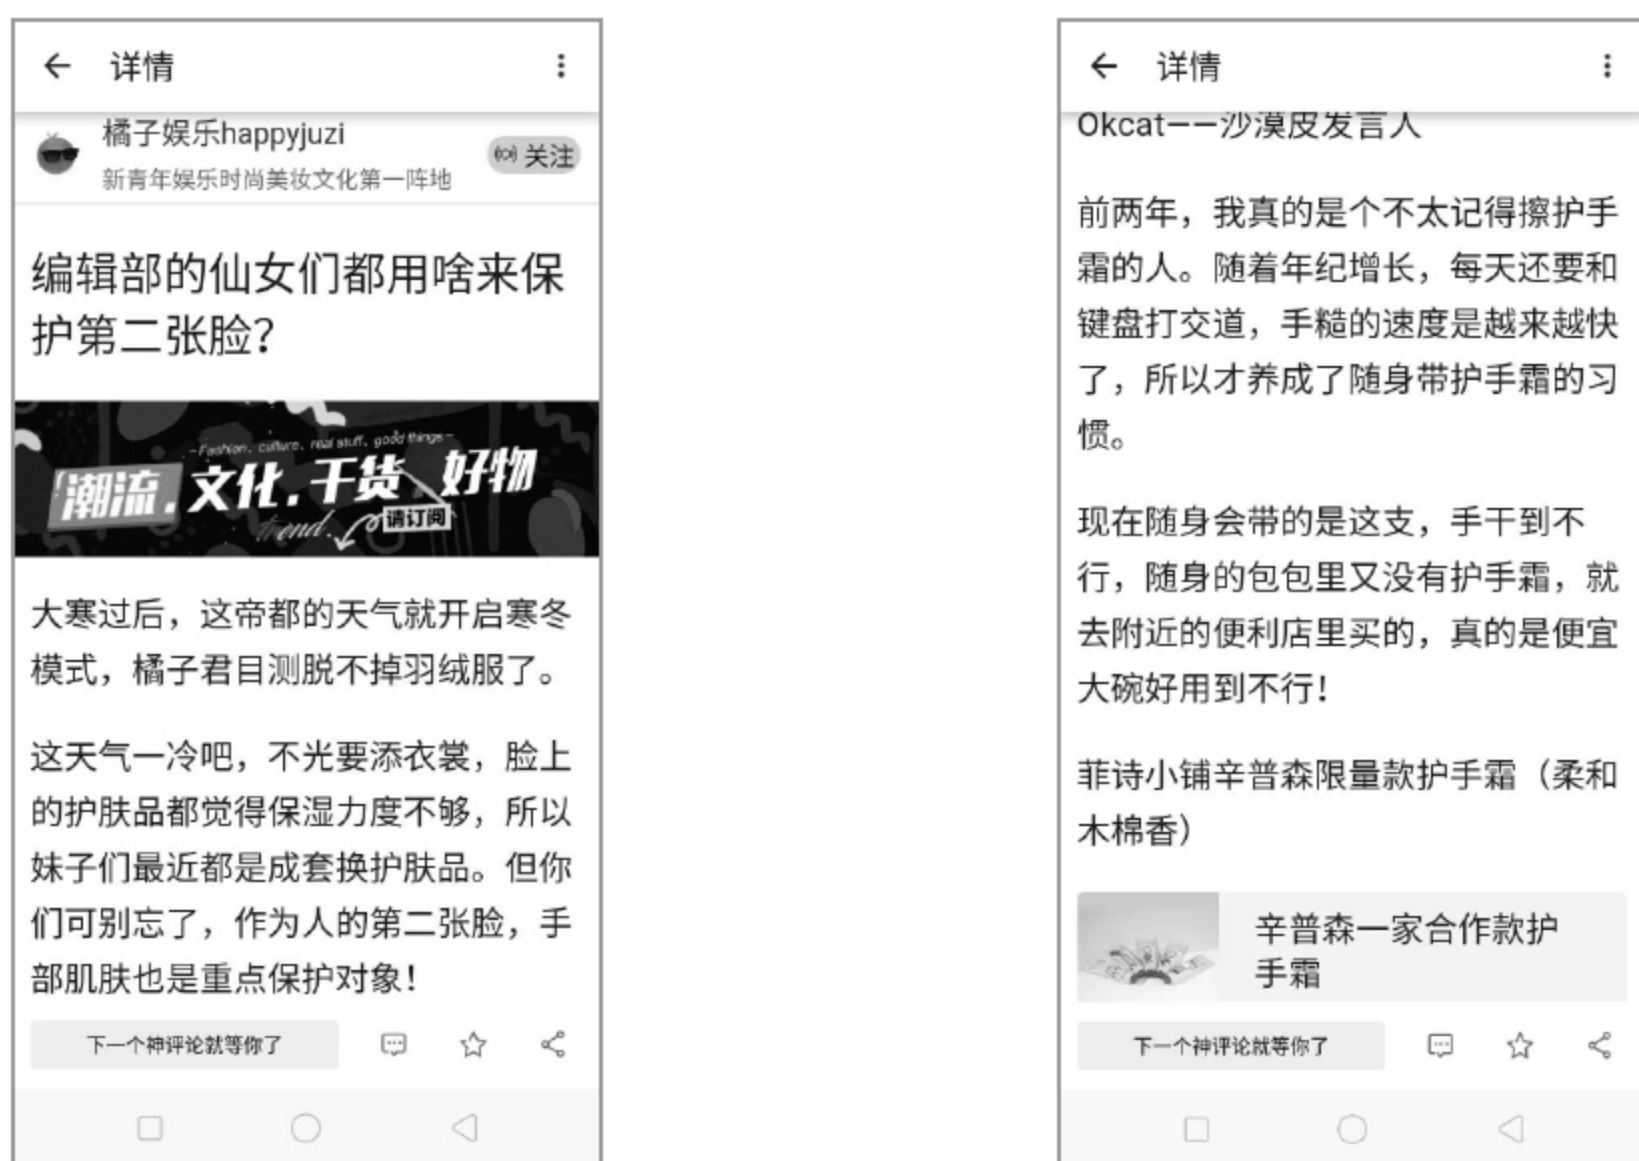 详情
橘子娱乐happyjuzi
新青年娱乐时尚美妆文化第一阵地
关注
编辑部的仙女们都用啥来保
护第二张脸？
-Fashion、culture、real stuff、good things-
潮流.文化.干货 好物
trend.
请订阅
大寒过后，这帝都的天气就开启寒冬
模式，橘子君目测脱不掉羽绒服了。
这天气一冷吧，不光要添衣裳，脸上
的护肤品都觉得保湿力度不够，所以
妹子们最近都是成套换护肤品。但你
们可别忘了，作为人的第二张脸，手
部肌肤也是重点保护对象！
下一个神评论就等你了
详情
Okcat——沙漠皮发言人
前两年，我真的是个不太记得擦护手
霜的人。随着年纪增长，每天还要和
键盘打交道，手糙的速度是越来越快
了，所以才养成了随身带护手霜的习
惯。
现在随身会带的是这支，手干到不
行，随身的包包里又没有护手霜，就
去附近的便利店里买的，真的是便宜
大碗好用到不行！
菲诗小铺辛普森限量款护手霜（柔和
木棉香）
辛普森一家合作款护
手霜
下一个神评论就等你了